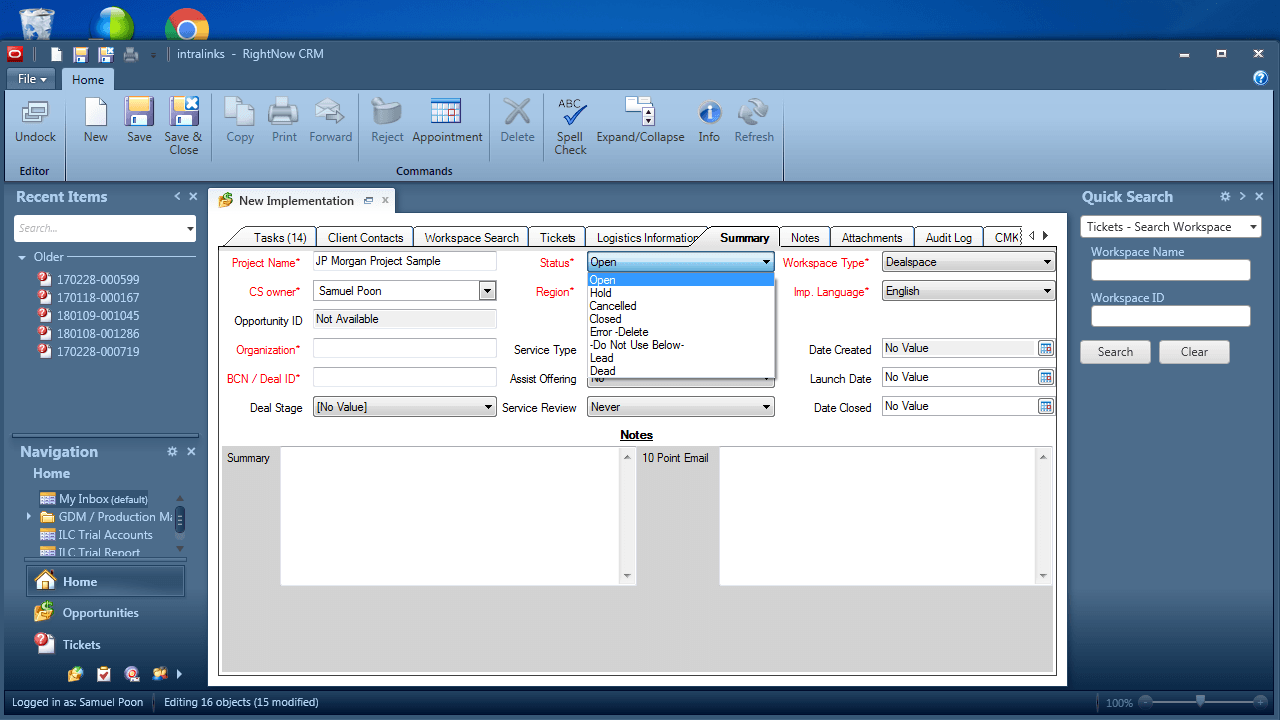 intralinks - RightNow CRM
File
Home
Undock
New
Save
Save & Close
Copy
Print
Forward
Reject
Appointment
Delete
ABC
Spell Check
Expand/Collapse
Info
Refresh
Editor
Commands
Recent Items
Search...
Older
170228-000599
170118-000167
180109-001045
180108-001286
170228-000719
Navigation
Home
My Inbox (default)
GDM / Production Ma
ILC Trial Accounts
ILC Trial Report
Home
Opportunities
Tickets
New Implementation
Tasks (14)
Client Contacts
Workspace Search
Tickets
Logistics Information
Summary
Notes
Attachments
Audit Log
CMK
Project Name*
JP Morgan Project Sample
Status*
Open
Workspace Type*
Dealspace
Open
Hold
Cancelled
Closed
Error -Delete
-Do Not Use Below-
Lead
Dead
CS owner*
Samuel Poon
Region*
Imp. Language*
English
Opportunity ID
Not Available
Organization*
Service Type
Date Created
No Value
BCN / Deal ID*
Assist Offering
No
Launch Date
No Value
Deal Stage
[No Value]
Service Review
Never
Date Closed
No Value
Notes
Summary
10 Point Email
Quick Search
Tickets - Search Workspace
Workspace Name
Workspace ID
Search
Clear
Logged in as: Samuel Poon
Editing 16 objects (15 modified)
100%